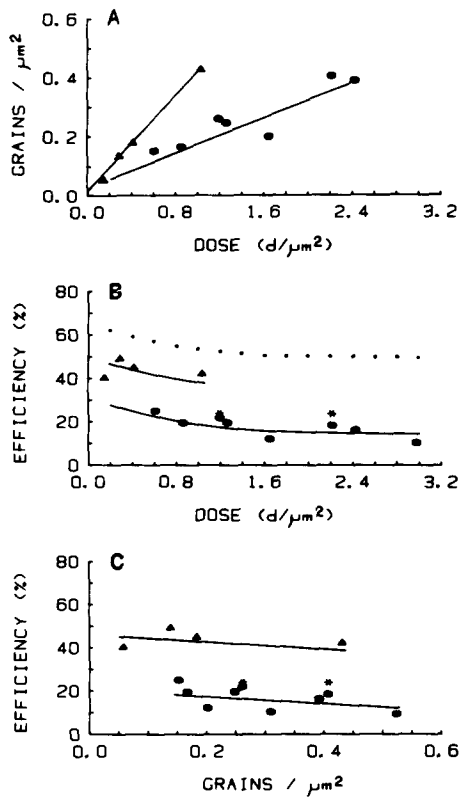 A
GRAINS / μm2
0.6
0.4
0.2
0.0
0.0 0.8 1.6 2.4 3.2
DOSE (d/μm2)
B
EFFICIENCY (%)
80
60
40
20
0
0.0 0.8 1.6 2.4 3.2
DOSE (d/μm2)
C
EFFICIENCY (%)
80
60
40
20
0
0.0 0.2 0.4 0.6
GRAINS / μm2